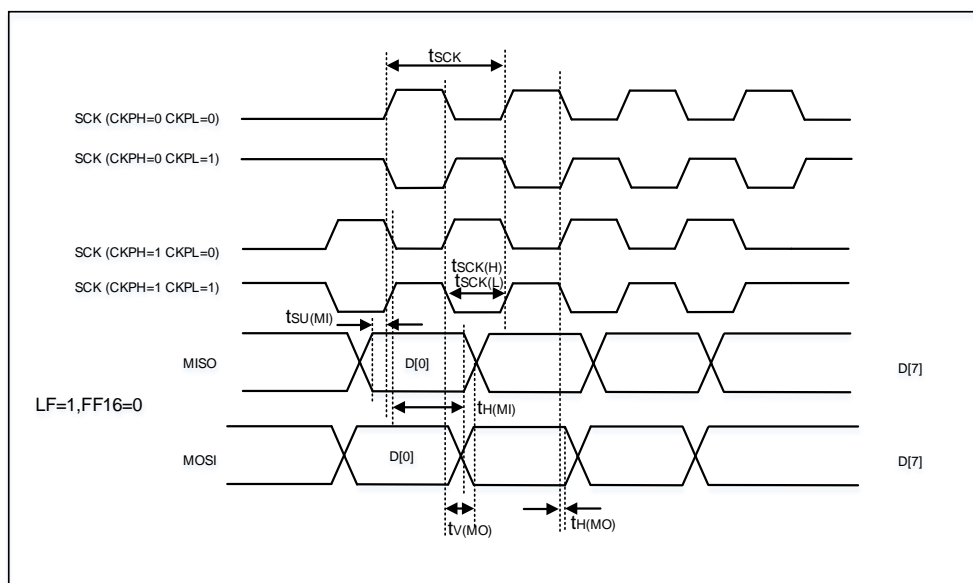 tSCK
SCK (CKPH=0 CKPL=0)
SCK (CKPH=0 CKPL=1)
SCK (CKPH=1 CKPL=0)
tSCK(H)
tSCK(L)
SCK (CKPH=1 CKPL=1)
tSU(MI)
MISO
D[0]
D[7]
LF=1,FF16=0
tH(MI)
MOSI
D[0]
D[7]
tV(MO)
tH(MO)